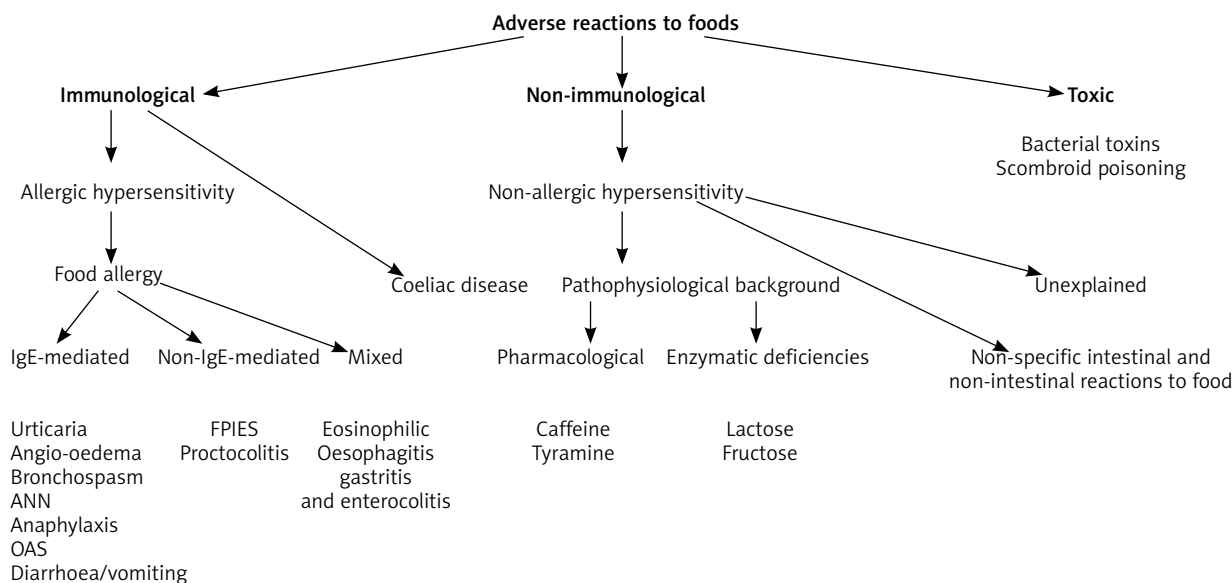 Adverse reactions to foods
Immunological
Non-immunological
Toxic
Bacterial toxins
Scombroid poisoning
Allergic hypersensitivity
Non-allergic hypersensitivity
Food allergy
Coeliac disease
Pathophysiological background
Unexplained
IgE-mediated
Non-IgE-mediated
Mixed
Pharmacological
Enzymatic deficiencies
Non-specific intestinal and
non-intestinal reactions to food
Urticaria
Angio-oedema
Bronchospasm
ANN
Anaphylaxis
OAS
Diarrhoea/vomiting
FPIES
Proctocolitis
Eosinophilic
Oesophagitis
gastritis
and enterocolitis
Caffeine
Tyramine
Lactose
Fructose